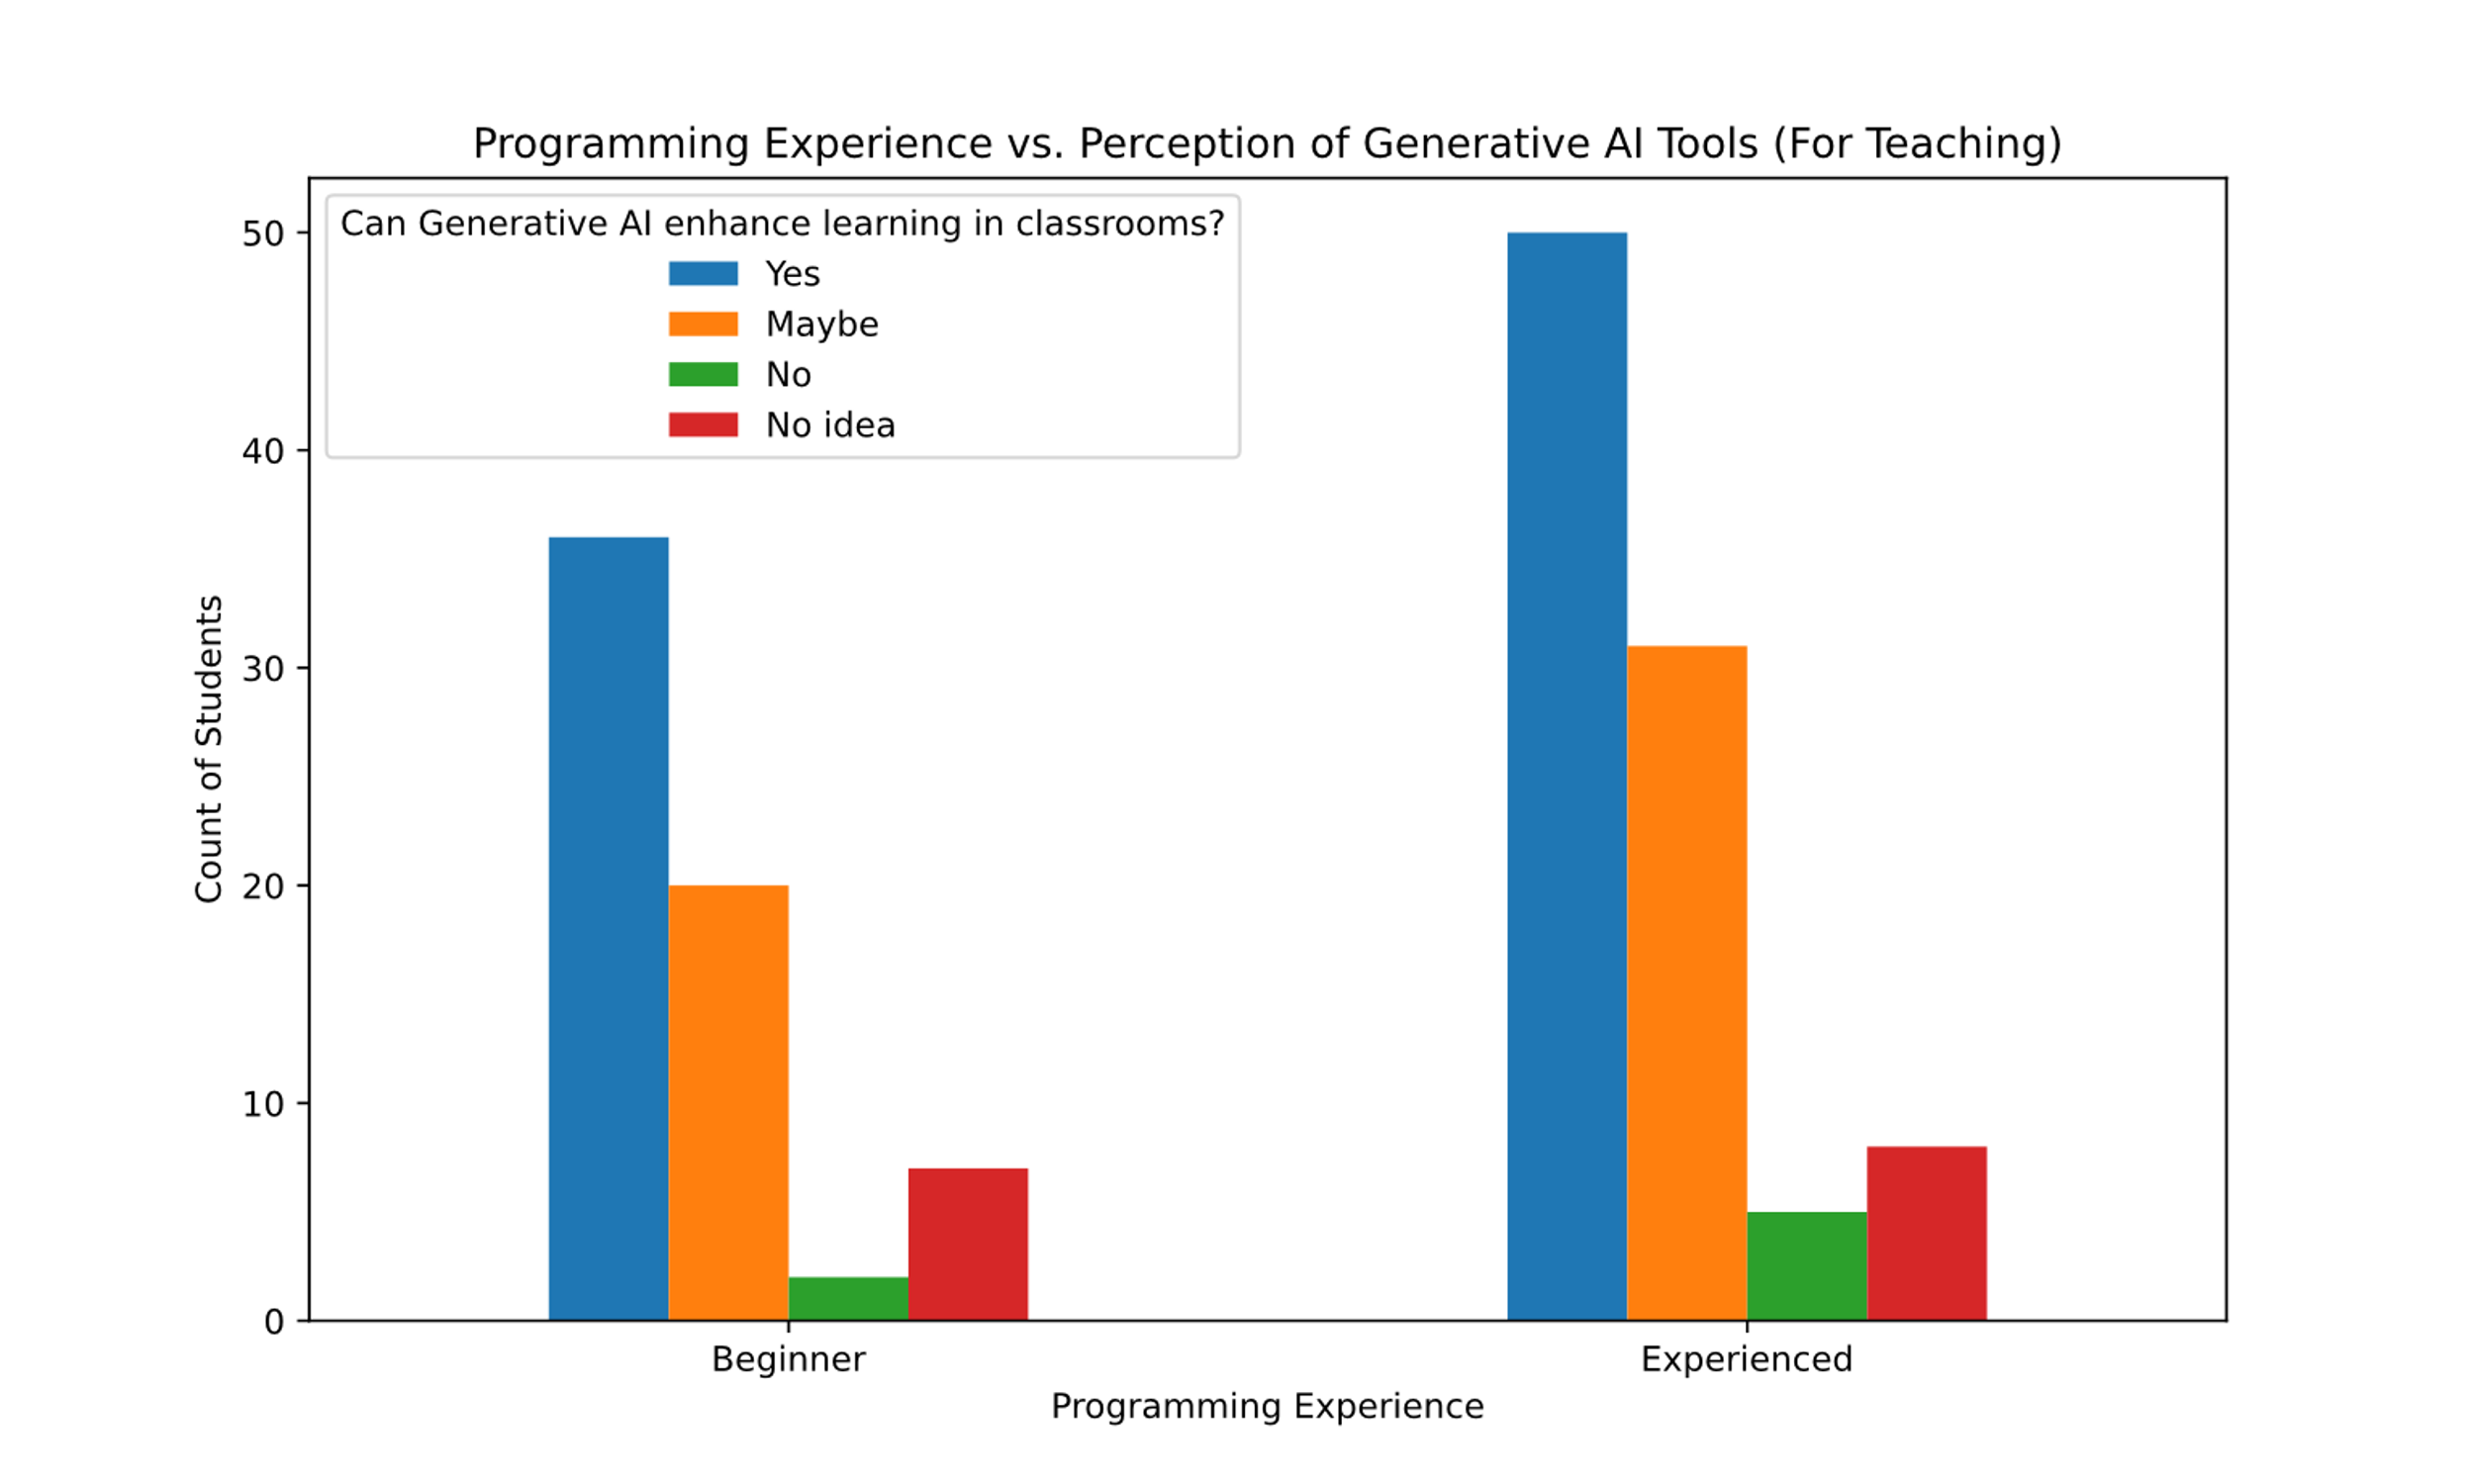 Programming Experience vs. Perception of Generative AI Tools (For Teaching)
Can Generative AI enhance learning in classrooms?
Yes
Maybe
No
No idea
Count of Students
50
40
30
20
10
0
Beginner
Experienced
Programming Experience